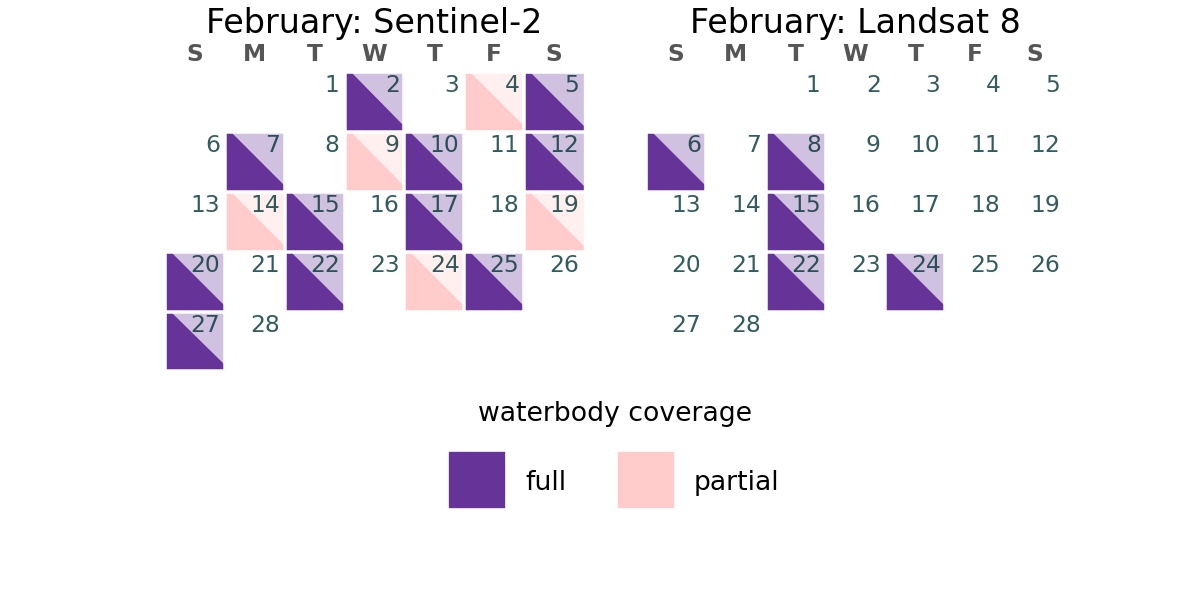 February: Sentinel-2
S M T W T F S
1 2 3 4 5
6 7 8 9 10 11 12
13 14 15 16 17 18 19
20 21 22 23 24 25 26
27 28
February: Landsat 8
S M T W T F S
1 2 3 4 5
6 7 8 9 10 11 12
13 14 15 16 17 18 19
20 21 22 23 24 25 26
27 28
waterbody coverage
full
partial